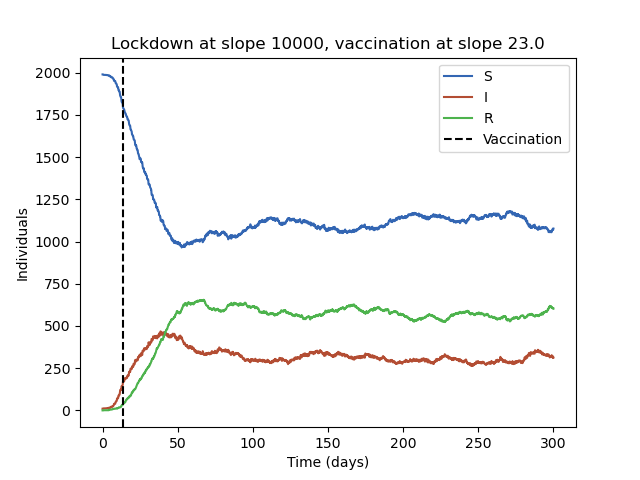 Lockdown at slope 10000, vaccination at slope 23.0
2000
1750
1500
1250
1000
750
500
250
0
Individuals
S
I
R
Vaccination
0 50 100 150 200 250 300
Time (days)